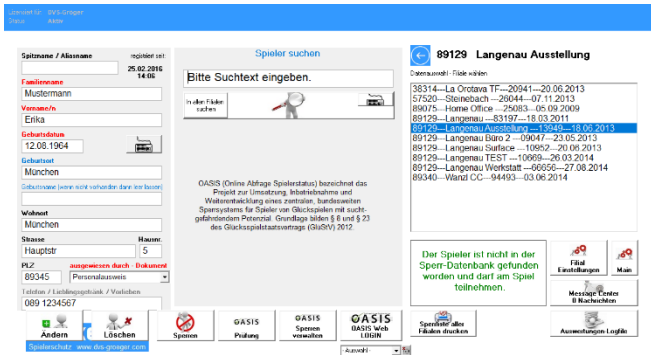 Lizensiert für: DVS-Groger
Status: Aktiv
Spitzname / Aliasname
registriert seit:
25.02.2016
14:06
Familienname
Mustermann
Vorname/n
Erika
Geburtsdatum
12.08.1964
Geburtsort
München
Geburtsname (wenn nicht vorhanden dann leer lassen)
Wohnort
München
Strasse
Hausnr.
Hauptstr
5
PLZ
ausgewiesen durch - Dokument
89345
Personalausweis
Telefon / Lieblingsgetränk / Vorlieben
089 1234567
Spieler suchen
Bitte Suchtext eingeben.
In allen Filialen
suchen
OASIS (Online Abfrage Spielerstatus) bezeichnet das
Projekt zur Umsetzung, Inbetriebnahme und
Weiterentwicklung eines zentralen, bundesweiten
Sperrsystems für Spieler von Glückspielen mit sucht-
gefährdendem Potenzial. Grundlage bilden § 8 und § 23
des Glücksspielstaatsvertrags (GlüStV) 2012.
89129 Langenau Ausstellung
Datenauswahl - Filiale wählen
38314---La Orotava TF---20941---20.06.2013
57520---Steinebach ---26044---07.11.2013
89075---Home Office ---25083---05.09.2009
89129---Langenau ---83197---18.03.2011
89129---Langenau Ausstellung ---13949---18.06.2013
89129---Langenau Büro 2 ---09047---23.05.2013
89129---Langenau Surface ---10952---20.06.2013
89129---Langenau TEST ---10669---26.03.2014
89129---Langenau Werkstatt ---66656---27.08.2014
89340---Wanzl CC---94493---03.06.2014
Der Spieler ist nicht in der
Sperr-Datenbank gefunden
worden und darf am Spiel
teilnehmen.
Filial
Einstellungen
Main
Message Center
0 Nachrichten
Ändern
Löschen
Sperren
OASIS
Prüfung
OASIS
Sperren
verwalten
OASIS
OASIS Web
LOGIN
Sperrliste aller
Filialen drucken
Auswertungen-Logfile
Spielerschutz www.dvs-groeger.com
-Auswahl-